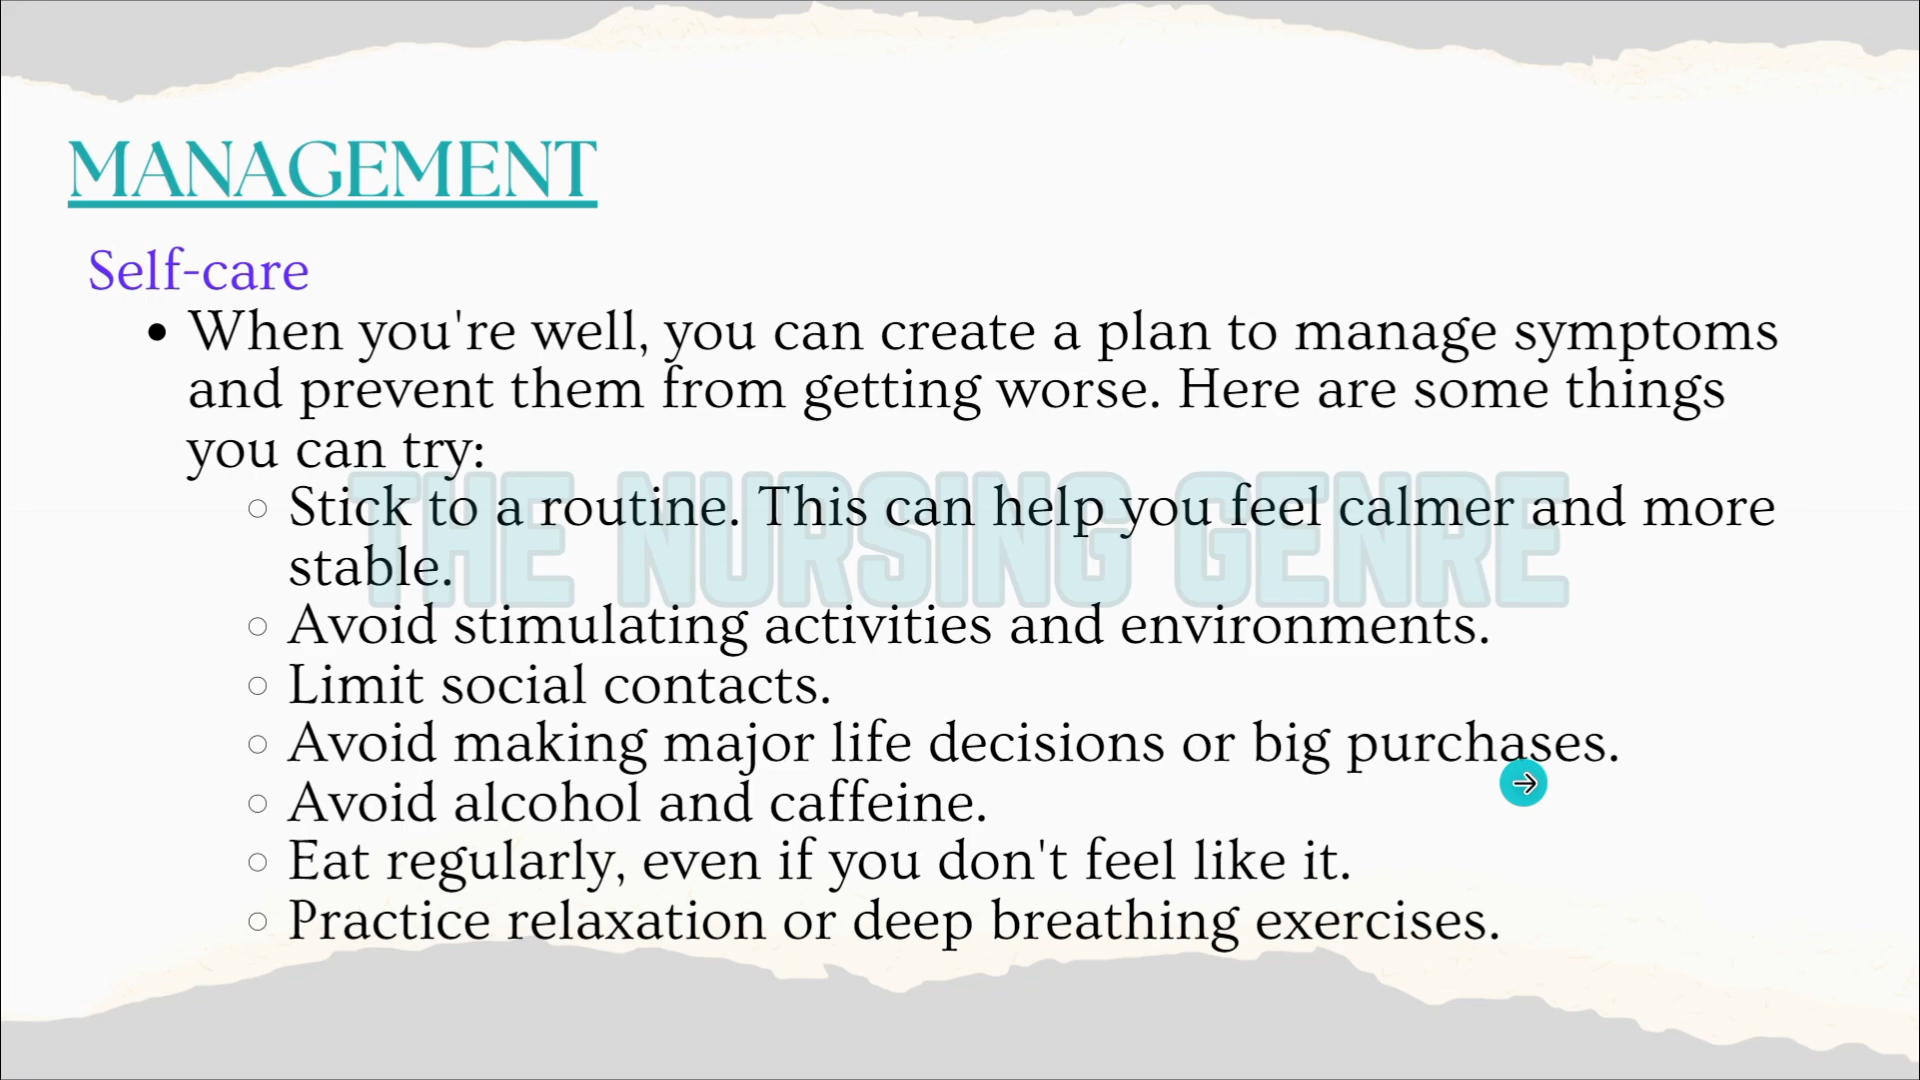 MANAGEMENT
Self-care
• When you're well, you can create a plan to manage symptoms
and prevent them from getting worse. Here are some things
you can try:
THE NURSING GENRE
○ Stick to a routine. This can help you feel calmer and more
stable.
○ Avoid stimulating activities and environments.
○ Limit social contacts.
○ Avoid making major life decisions or big purchases.
○ Avoid alcohol and caffeine.
○ Eat regularly, even if you don't feel like it.
○ Practice relaxation or deep breathing exercises.